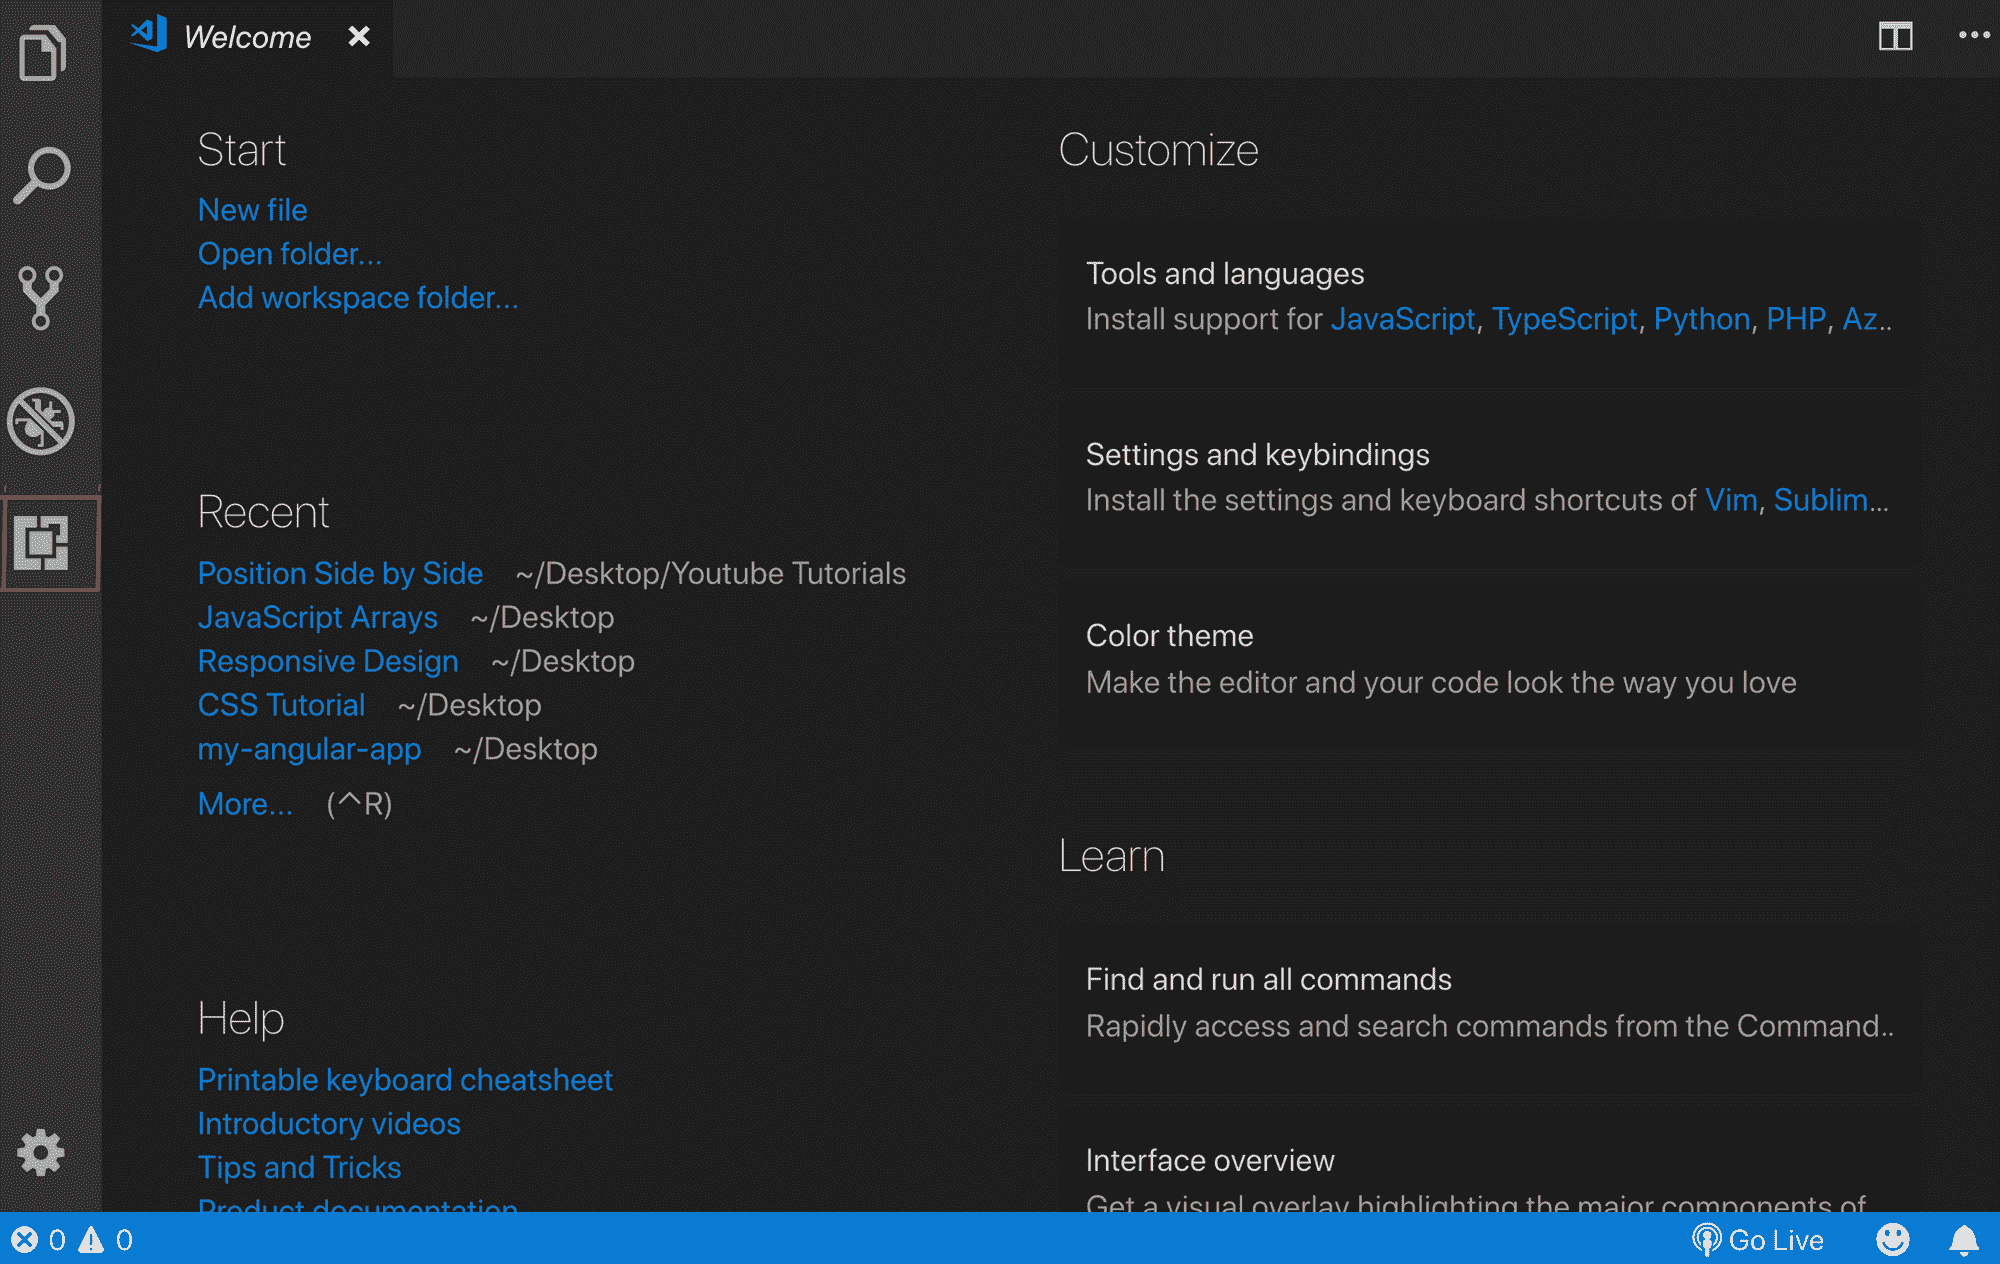 Welcome
Start
New file
Open folder...
Add workspace folder...
Recent
Position Side by Side ~/Desktop/Youtube Tutorials
JavaScript Arrays ~/Desktop
Responsive Design ~/Desktop
CSS Tutorial ~/Desktop
my-angular-app ~/Desktop
More... (^R)
Help
Printable keyboard cheatsheet
Introductory videos
Tips and Tricks
Product documentation
Customize
Tools and languages
Install support for JavaScript, TypeScript, Python, PHP, Az..
Settings and keybindings
Install the settings and keyboard shortcuts of Vim, Sublim...
Color theme
Make the editor and your code look the way you love
Learn
Find and run all commands
Rapidly access and search commands from the Command..
Interface overview
Get a visual overlay highlighting the major components of
0 0 Go Live